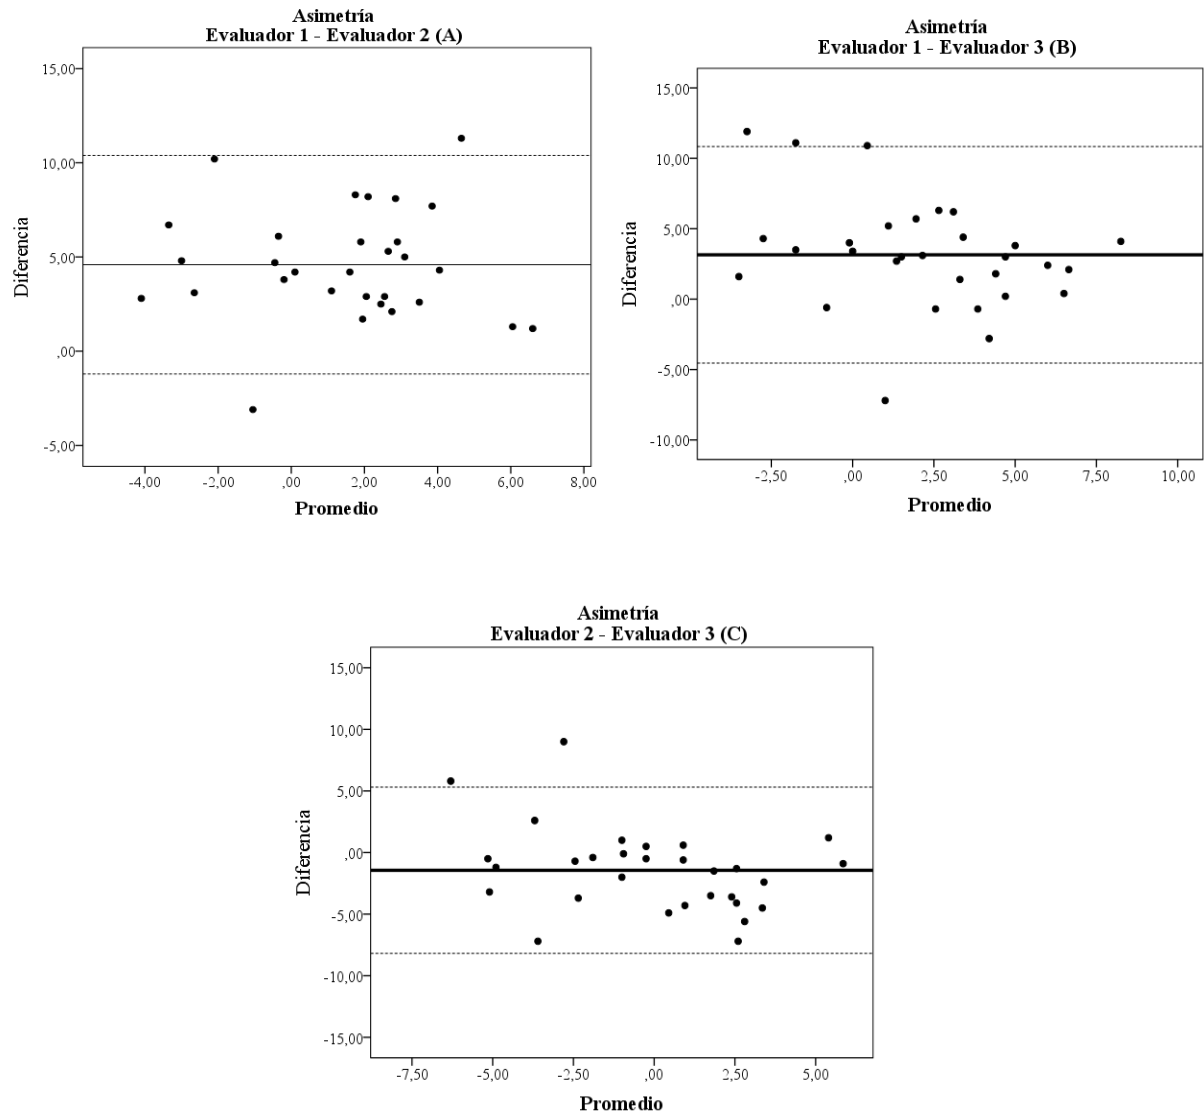 Asimetría
Evaluador 1 - Evaluador 2 (A)
15,00
10,00
5,00
,00
-5,00
Diferencia
-4,00 -2,00 ,00 2,00 4,00 6,00 8,00
Promedio
Asimetría
Evaluador 1 - Evaluador 3 (B)
15,00
10,00
5,00
,00
-5,00
-10,00
Diferencia
-2,50 ,00 2,50 5,00 7,50 10,00
Promedio
Asimetría
Evaluador 2 - Evaluador 3 (C)
15,00
10,00
5,00
,00
-5,00
-10,00
-15,00
Diferencia
-7,50 -5,00 -2,50 ,00 2,50 5,00
Promedio